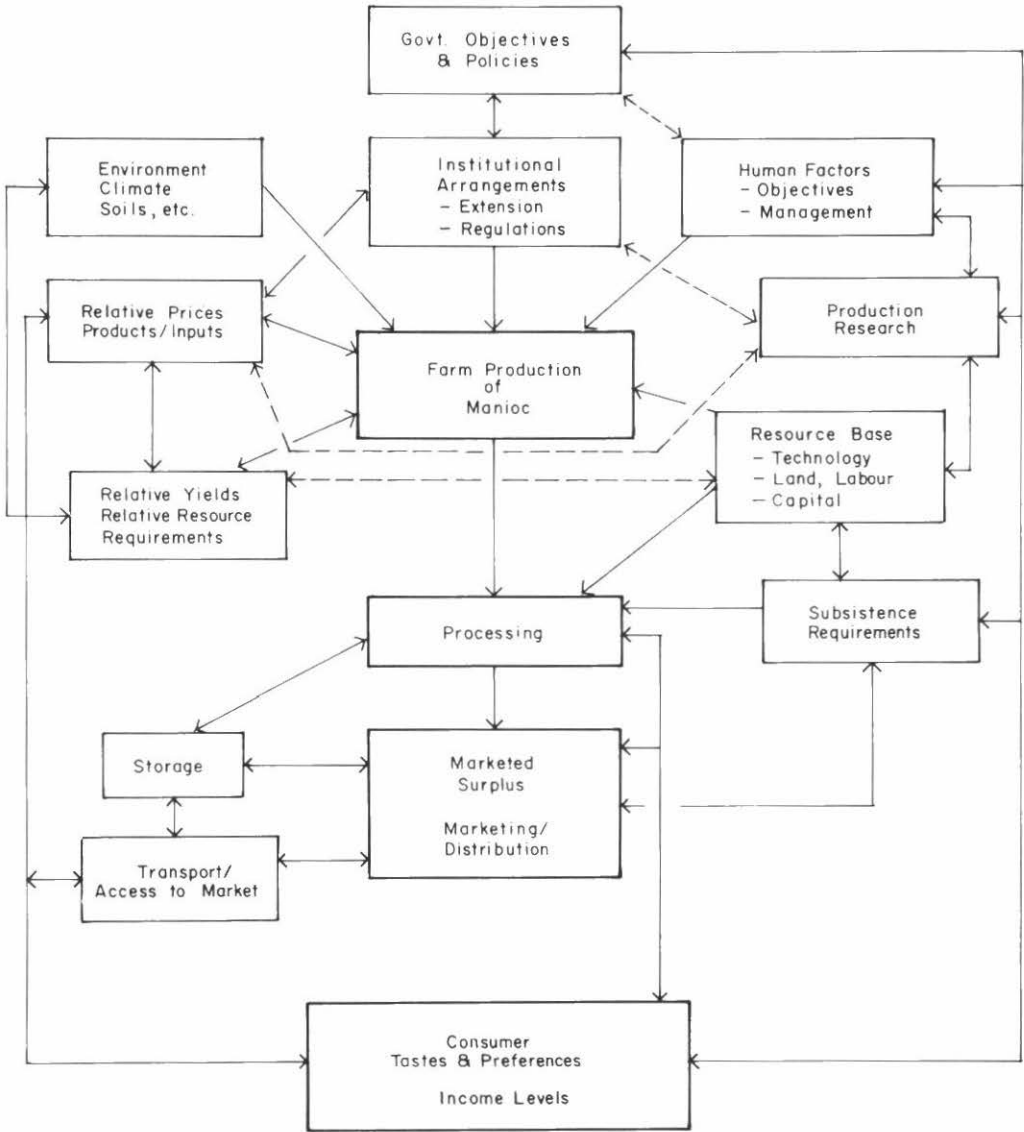 Govt. Objectives
& Policies
Environment
Climate
Soils, etc.
Institutional
Arrangements
– Extension
– Regulations
Human Factors
– Objectives
– Management
Relative Prices
Products/Inputs
Production
Research
Farm Production
of
Manioc
Resource Base
– Technology
– Land, Labour
– Capital
Relative Yields
Relative Resource
Requirements
Processing
Subsistence
Requirements
Storage
Marketed
Surplus
Marketing/
Distribution
Transport/
Access to Market
Consumer
Tastes & Preferences
Income Levels